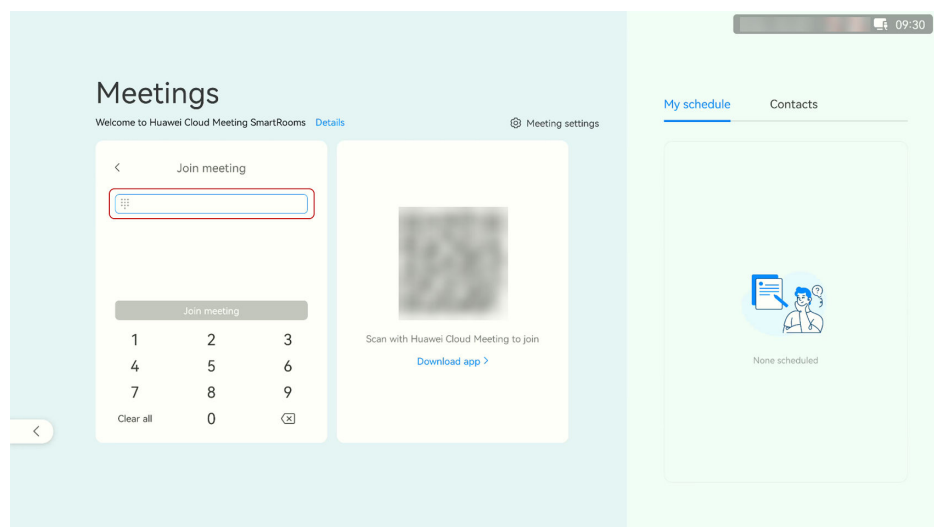 09:30
Meetings
Welcome to Huawei Cloud Meeting SmartRooms Details
Meeting settings
My schedule Contacts
Join meeting
Join meeting
1 2 3
4 5 6
7 8 9
Clear all 0
Scan with Huawei Cloud Meeting to join
Download app >
?
None scheduled